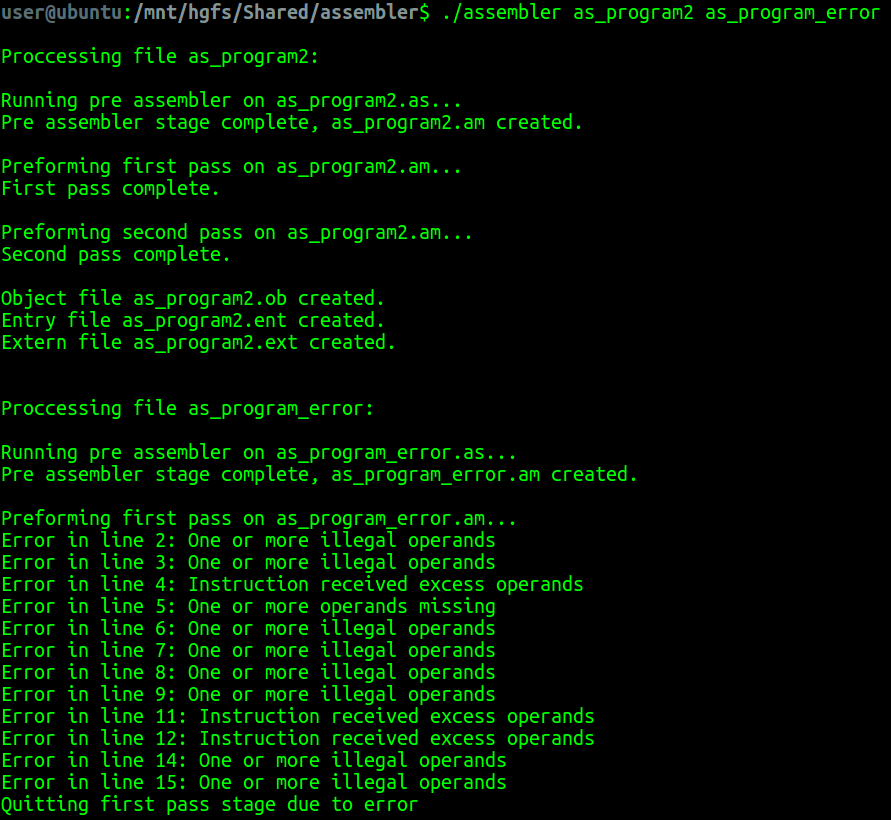 user@ubuntu:/mnt/hgfs/Shared/assembler$ ./assembler as_program2 as_program_error
Proccessing file as_program2:
Running pre assembler on as_program2.as...
Pre assembler stage complete, as_program2.am created.
Preforming first pass on as_program2.am...
First pass complete.
Preforming second pass on as_program2.am...
Second pass complete.
Object file as_program2.ob created.
Entry file as_program2.ent created.
Extern file as_program2.ext created.
Proccessing file as_program_error:
Running pre assembler on as_program_error.as...
Pre assembler stage complete, as_program_error.am created.
Preforming first pass on as_program_error.am...
Error in line 2: One or more illegal operands
Error in line 3: One or more illegal operands
Error in line 4: Instruction received excess operands
Error in line 5: One or more operands missing
Error in line 6: One or more illegal operands
Error in line 7: One or more illegal operands
Error in line 8: One or more illegal operands
Error in line 9: One or more illegal operands
Error in line 11: Instruction received excess operands
Error in line 12: Instruction received excess operands
Error in line 14: One or more illegal operands
Error in line 15: One or more illegal operands
Quitting first pass stage due to error